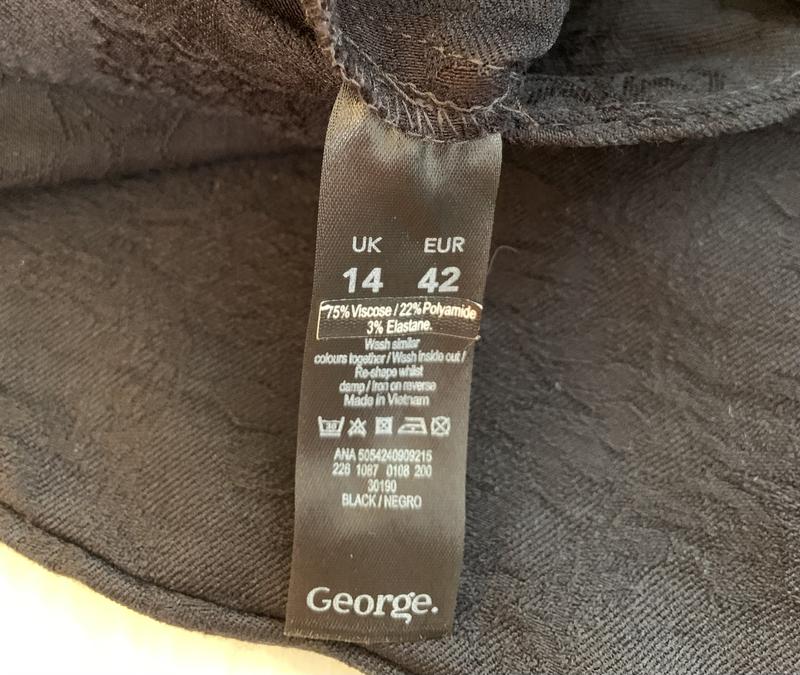 UK EUR
14 42
75% Viscose / 22% Polyamide
3% Elastane.
Wash similar
colours together / Wash inside out /
Re-shape whilst
damp / Iron on reverse
Made in Vietnam
30
ANA 5054240909215
226 1087 0108 200
30190
BLACK / NEGRO
George.